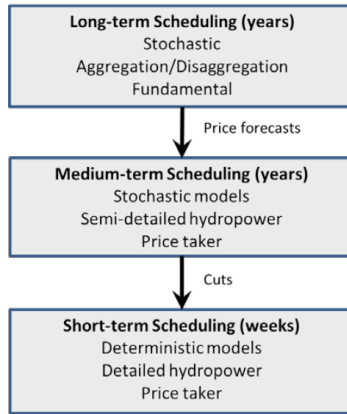 Long-term Scheduling (years)
Stochastic
Aggregation/Disaggregation
Fundamental
Price forecasts
Medium-term Scheduling (years)
Stochastic models
Semi-detailed hydropower
Price taker
Cuts
Short-term Scheduling (weeks)
Deterministic models
Detailed hydropower
Price taker